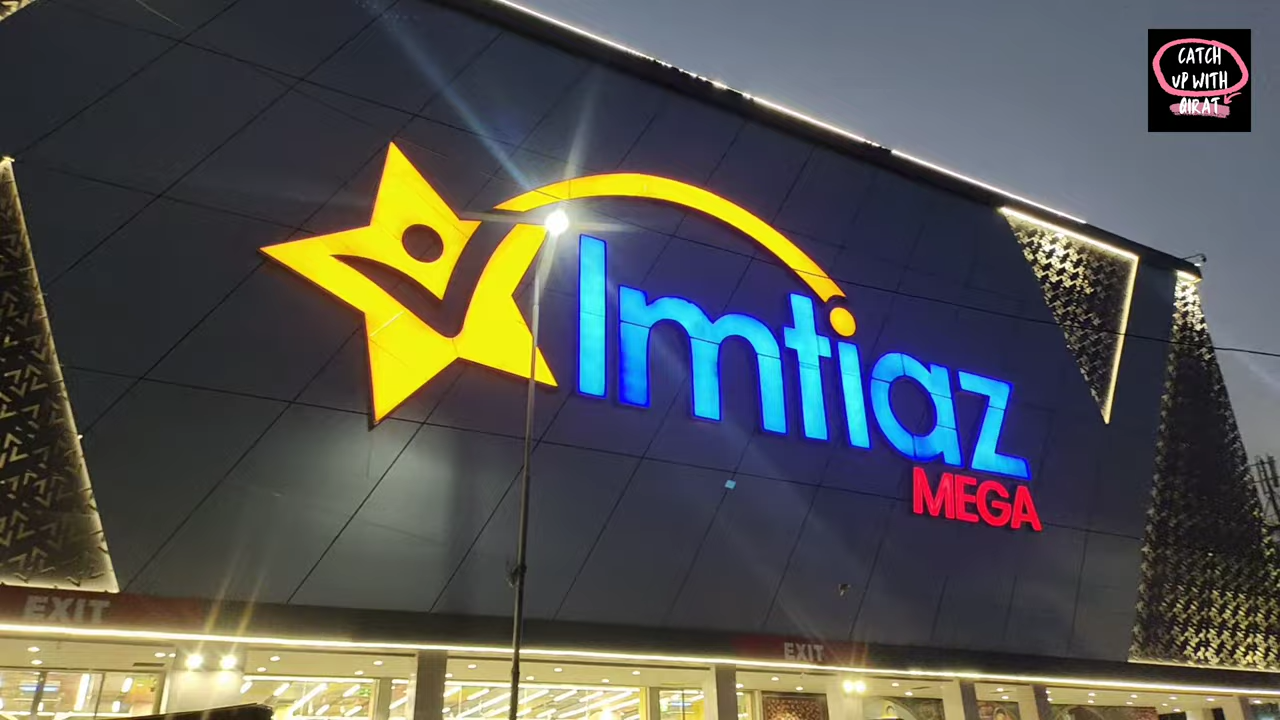 CATCH
UP WITH
QIRAT
Imtiaz
MEGA
EXIT
EXIT